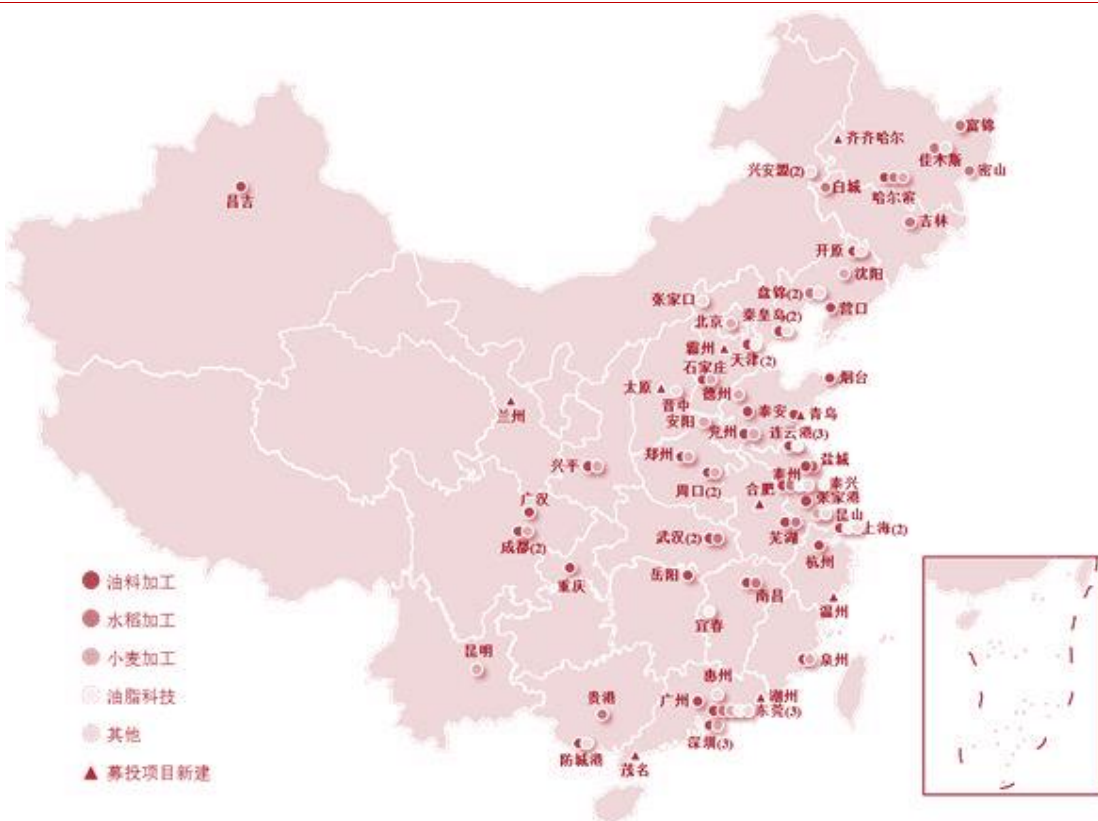 齐齐哈尔
富锦
佳木斯
密山
兴安盟(2)
白城
哈尔滨
昌吉
吉林
开原
沈阳
盘锦(2)
张家口
营口
秦皇岛(2)
北京
霸州
天津(2)
石家庄
烟台
太原
德州
兰州
晋中
泰安
青岛
安阳
兖州
连云港(3)
郑州
盐城
兴平
泰州
周口(2)
合肥
泰兴
张家港
广汉
昆山
上海(2)
成都(2)
武汉(2)
芜湖
杭州
重庆
岳阳
南昌
温州
宜春
昆明
泉州
惠州
贵港
广州
潮州
东莞(3)
深圳(3)
防城港
茂名
油料加工
水稻加工
小麦加工
油脂科技
其他
募投项目新建